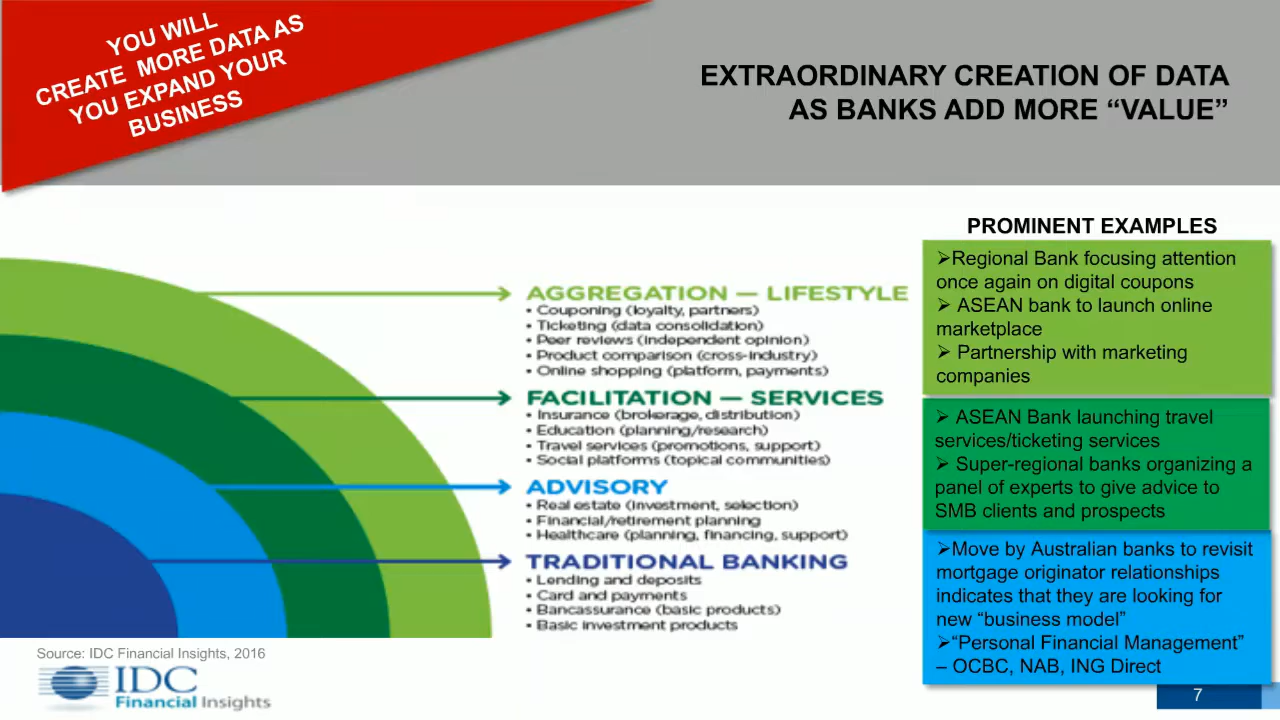 YOU WILL
CREATE MORE DATA AS
YOU EXPAND YOUR
BUSINESS
EXTRAORDINARY CREATION OF DATA
AS BANKS ADD MORE “VALUE”
AGGREGATION — LIFESTYLE
• Couponing (loyalty, partners)
• Ticketing (data consolidation)
• Peer reviews (independent opinion)
• Product comparison (cross-industry)
• Online shopping (platform, payments)
FACILITATION — SERVICES
• Insurance (brokerage, distribution)
• Education (planning/research)
• Travel services (promotions, support)
• Social platforms (topical communities)
ADVISORY
• Real estate (investment, selection)
• Financial/retirement planning
• Healthcare (planning, financing, support)
TRADITIONAL BANKING
• Lending and deposits
• Card and payments
• Bancassurance (basic products)
• Basic investment products
PROMINENT EXAMPLES
➢Regional Bank focusing attention
once again on digital coupons
➢ ASEAN bank to launch online
marketplace
➢ Partnership with marketing
companies
➢ ASEAN Bank launching travel
services/ticketing services
➢ Super-regional banks organizing a
panel of experts to give advice to
SMB clients and prospects
➢Move by Australian banks to revisit
mortgage originator relationships
indicates that they are looking for
new “business model”
➢“Personal Financial Management”
– OCBC, NAB, ING Direct
Source: IDC Financial Insights, 2016
IDC
Financial Insights
7